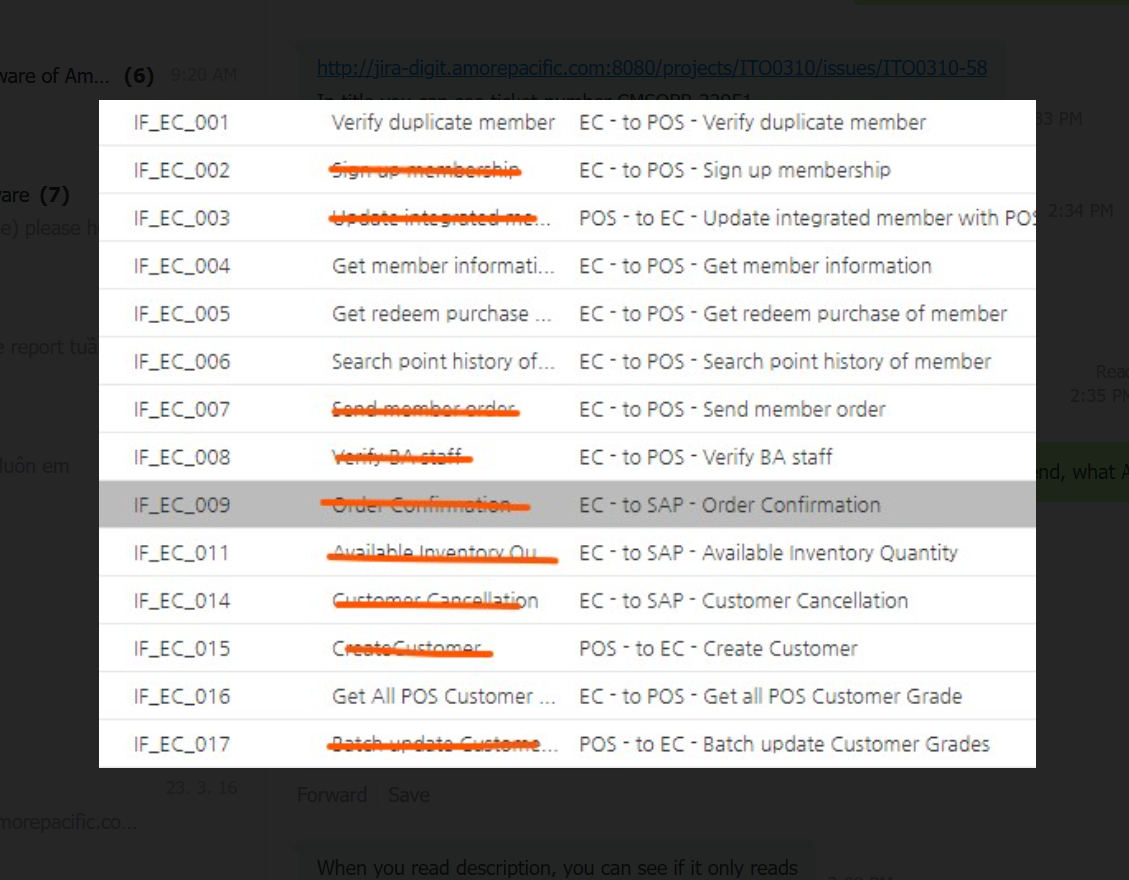 ware of Am... (6) 9:20 AM
http://jira-digit.amorepacific.com:8080/projects/ITO0310/issues/ITO0310-58
33 PM
IF_EC_001 Verify duplicate member EC - to POS - Verify duplicate member
IF_EC_002 Sign up membership EC - to POS - Sign up membership
are (7)
IF_EC_003 Update integrated me... POS - to EC - Update integrated member with POS
2:34 PM
e) please h
IF_EC_004 Get member informati... EC - to POS - Get member information
IF_EC_005 Get redeem purchase ... EC - to POS - Get redeem purchase of member
e report tuầ
IF_EC_006 Search point history of... EC - to POS - Search point history of member
Read
2:35 PM
IF_EC_007 Send member order EC - to POS - Send member order
IF_EC_008 Verify BA staff EC - to POS - Verify BA staff
luôn em
end, what A
IF_EC_009 Order Confirmation EC - to SAP - Order Confirmation
IF_EC_011 Available Inventory Qu EC - to SAP - Available Inventory Quantity
IF_EC_014 Customer Cancellation EC - to SAP - Customer Cancellation
IF_EC_015 CreateCustomer POS - to EC - Create Customer
IF_EC_016 Get All POS Customer ... EC - to POS - Get all POS Customer Grade
IF_EC_017 Batch update Custome... POS - to EC - Batch update Customer Grades
23. 3. 16
Forward Save
morepacific.co...
When you read description, you can see if it only reads